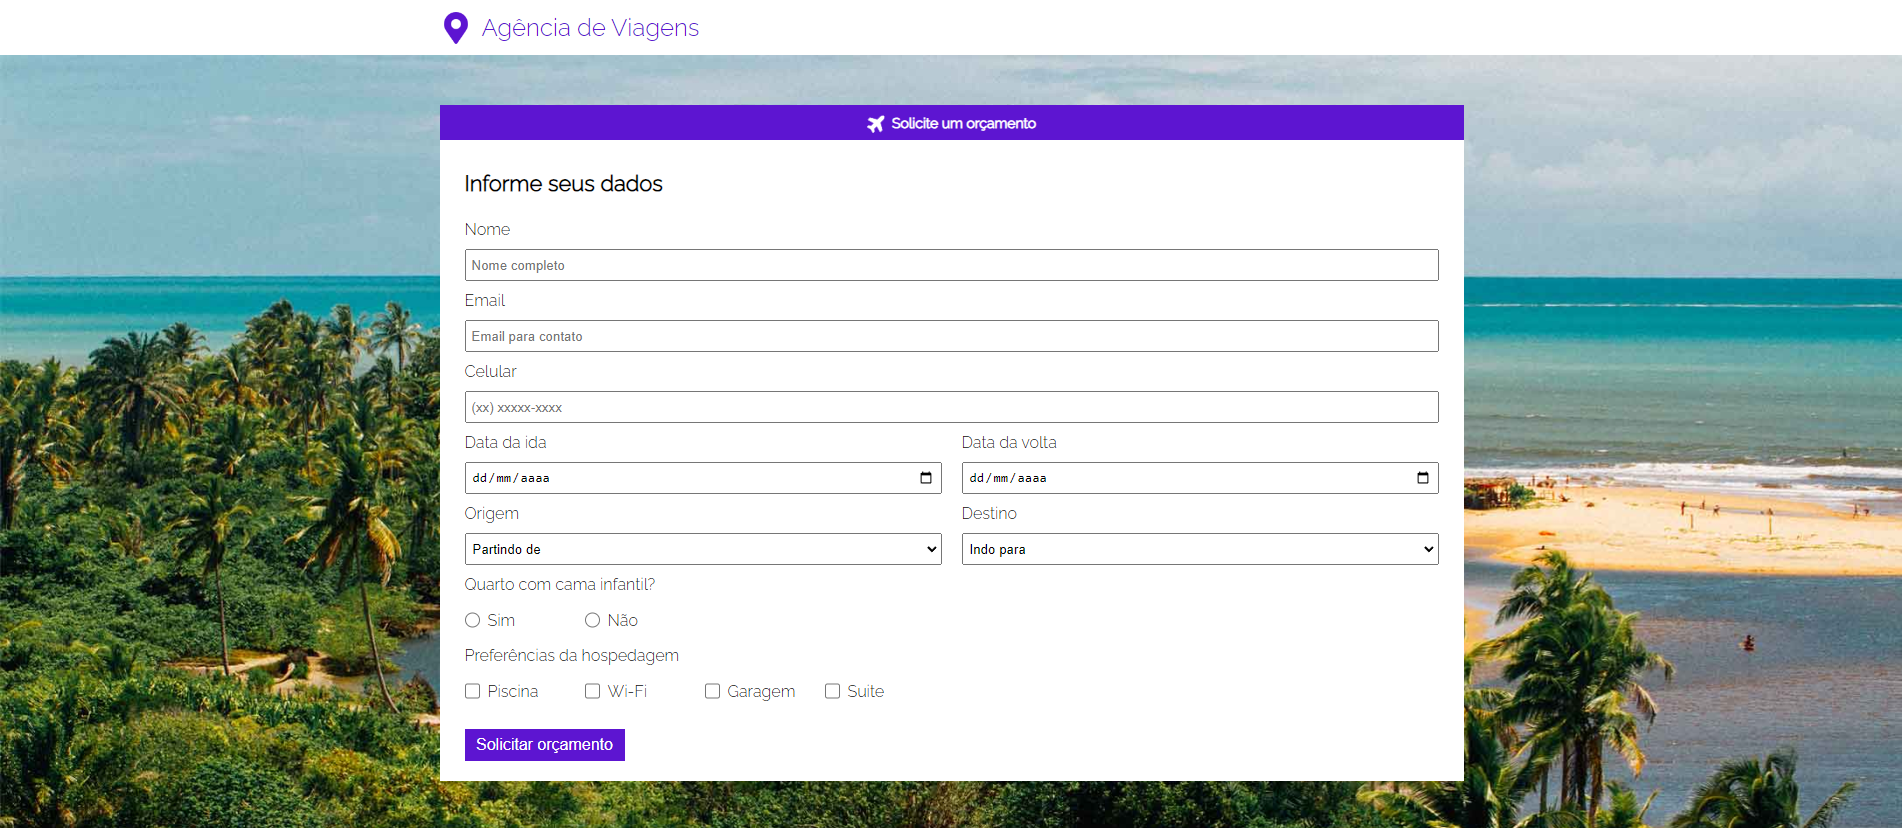 Agência de Viagens
Solicite um orçamento
Informe seus dados
Nome
Nome completo
Email
Email para contato
Celular
(xx) xxxxx-xxxx
Data da ida Data da volta
dd/mm/aaaa dd/mm/aaaa
Origem Destino
Partindo de Indo para
Quarto com cama infantil?
Sim Não
Preferências da hospedagem
Piscina Wi-Fi Garagem Suite
Solicitar orçamento